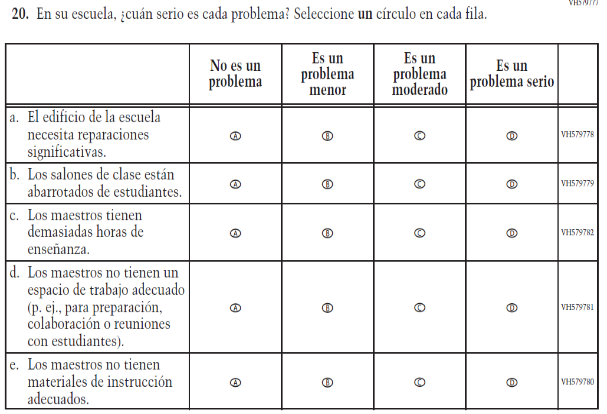 VH579777
20. En su escuela, ¿cuán serio es cada problema? Seleccione un círculo en cada fila.
No es un
problema
Es un
problema
menor
Es un
problema
moderado
Es un
problema serio
a. El edificio de la escuela
necesita reparaciones
significativas.
A B C D VH579778
b. Los salones de clase están
abarrotados de estudiantes.
A B C D VH579779
c. Los maestros tienen
demasiadas horas de
enseñanza.
A B C D VH579782
d. Los maestros no tienen un
espacio de trabajo adecuado
(p. ej., para preparación,
colaboración o reuniones
con estudiantes).
A B C D VH579781
e. Los maestros no tienen
materiales de instrucción
adecuados.
A B C D VH579780